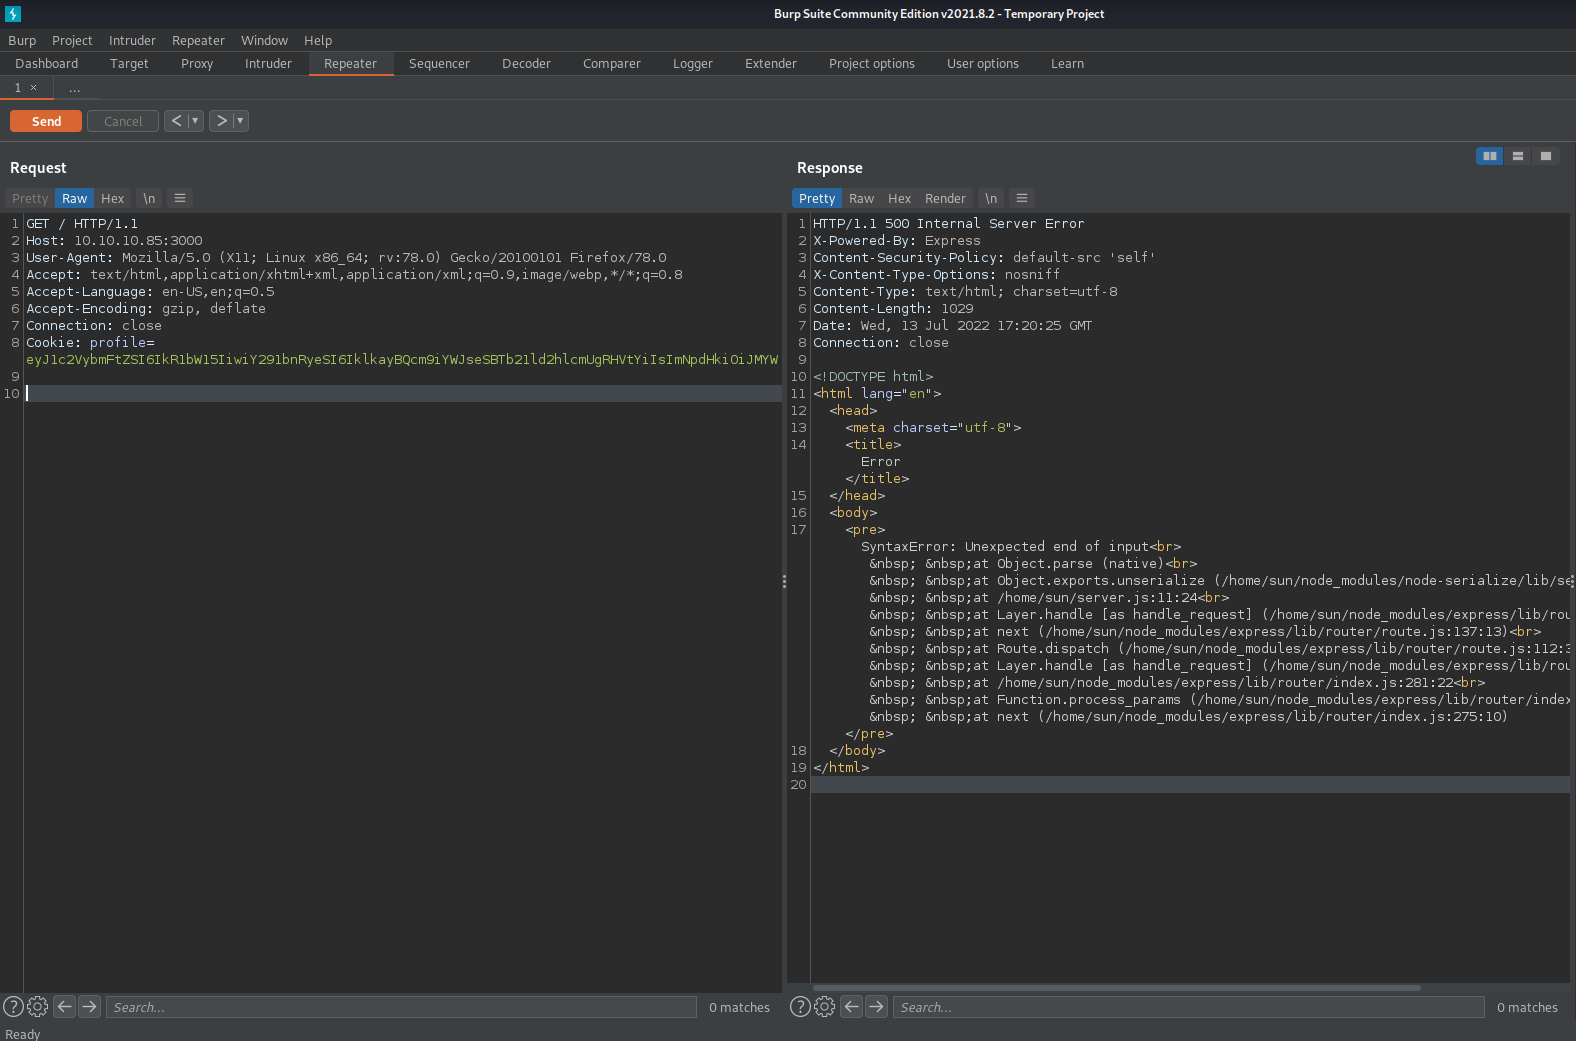 Burp Suite Community Edition v2021.8.2 - Temporary Project
Burp Project Intruder Repeater Window Help
Dashboard Target Proxy Intruder Repeater Sequencer Decoder Comparer Logger Extender Project options User options Learn
1 × ...
Send Cancel < ▾ > ▾
Request
Pretty Raw Hex \n ≡
1 GET / HTTP/1.1
2 Host: 10.10.10.85:3000
3 User-Agent: Mozilla/5.0 (X11; Linux x86_64; rv:78.0) Gecko/20100101 Firefox/78.0
4 Accept: text/html,application/xhtml+xml,application/xml;q=0.9,image/webp,*/*;q=0.8
5 Accept-Language: en-US,en;q=0.5
6 Accept-Encoding: gzip, deflate
7 Connection: close
8 Cookie: profile=
eyJ1c2VybmFtZSI6IkR1bW15IiwiY291bnRyeSI6IklkayBQcm9iYWJseSBTb21ld2hlcmUgRHVtYiIsImNpdHkiOiJMYW
9
10
Search...
0 matches
Response
Pretty Raw Hex Render \n ≡
1 HTTP/1.1 500 Internal Server Error
2 X-Powered-By: Express
3 Content-Security-Policy: default-src 'self'
4 X-Content-Type-Options: nosniff
5 Content-Type: text/html; charset=utf-8
6 Content-Length: 1029
7 Date: Wed, 13 Jul 2022 17:20:25 GMT
8 Connection: close
9
10 <!DOCTYPE html>
11 <html lang="en">
12 <head>
13 <meta charset="utf-8">
14 <title>
Error
</title>
15 </head>
16 <body>
17 <pre>
SyntaxError: Unexpected end of input<br>
&nbsp; &nbsp;at Object.parse (native)<br>
&nbsp; &nbsp;at Object.exports.unserialize (/home/sun/node_modules/node-serialize/lib/se
&nbsp; &nbsp;at /home/sun/server.js:11:24<br>
&nbsp; &nbsp;at Layer.handle [as handle_request] (/home/sun/node_modules/express/lib/rou
&nbsp; &nbsp;at next (/home/sun/node_modules/express/lib/router/route.js:137:13)<br>
&nbsp; &nbsp;at Route.dispatch (/home/sun/node_modules/express/lib/router/route.js:112:3
&nbsp; &nbsp;at Layer.handle [as handle_request] (/home/sun/node_modules/express/lib/rou
&nbsp; &nbsp;at /home/sun/node_modules/express/lib/router/index.js:281:22<br>
&nbsp; &nbsp;at Function.process_params (/home/sun/node_modules/express/lib/router/index
&nbsp; &nbsp;at next (/home/sun/node_modules/express/lib/router/index.js:275:10)
</pre>
18 </body>
19 </html>
20
Search...
0 matches
Ready